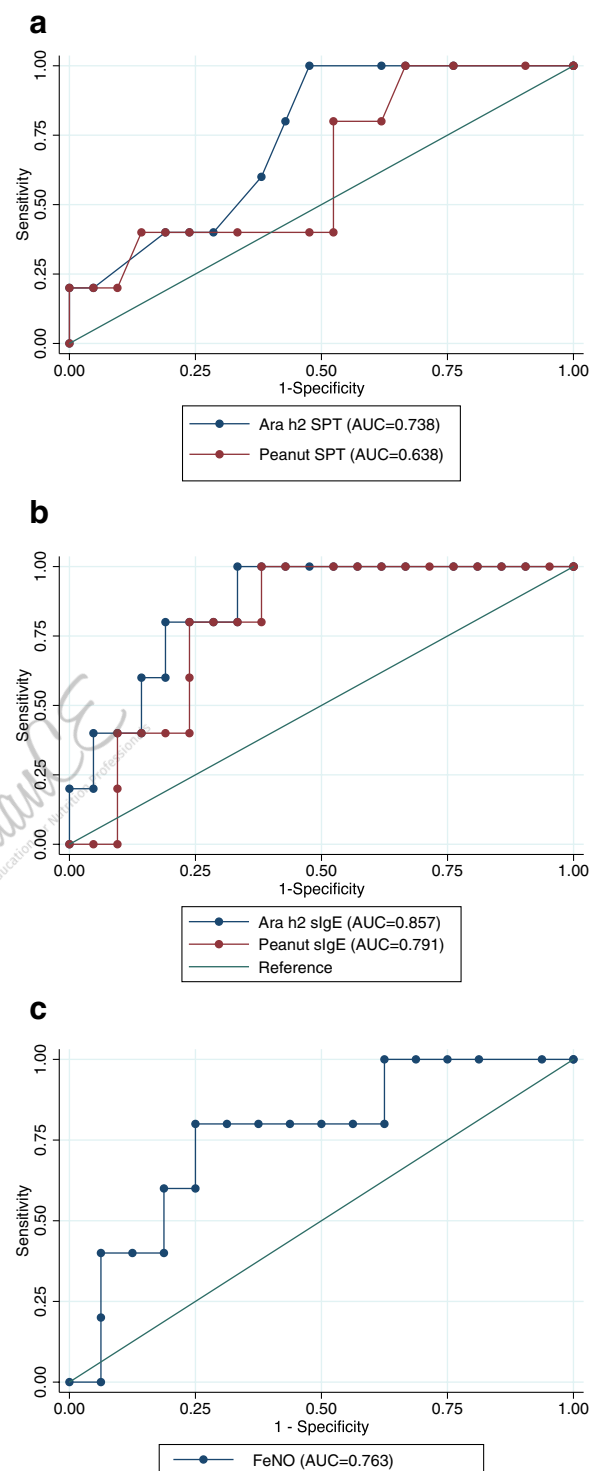 a
1.00
0.75
0.50
0.25
0.00
Sensitivity
0.00 0.25 0.50 0.75 1.00
1-Specificity
Ara h2 SPT (AUC=0.738)
Peanut SPT (AUC=0.638)
b
1.00
0.75
0.50
0.25
0.00
Sensitivity
0.00 0.25 0.50 0.75 1.00
1-Specificity
Ara h2 sIgE (AUC=0.857)
Peanut sIgE (AUC=0.791)
Reference
c
1.00
0.75
0.50
0.25
0.00
Sensitivity
0.00 0.25 0.50 0.75 1.00
1 - Specificity
FeNO (AUC=0.763)